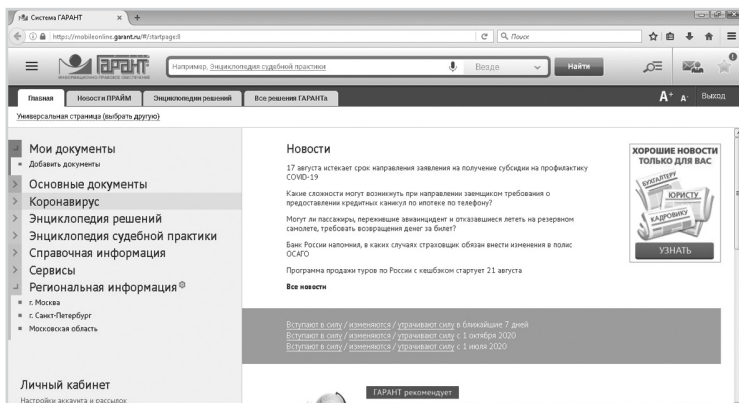 Система ГАРАНТ
https://mobileonline.garant.ru/#/startpage:0
Поиск
ГАРАНТ
ИНФОРМАЦИОННО-ПРАВОВОЕ ОБЕСПЕЧЕНИЕ
Например, Энциклопедия судебной практики
Везде
Найти
0
Главная
Новости ПРАЙМ
Энциклопедии решений
Все решения ГАРАНТа
А+ А-
Выход
Универсальная страница (выбрать другую)
Мои документы
Добавить документы
Основные документы
Коронавирус
Энциклопедия решений
Энциклопедия судебной практики
Справочная информация
Сервисы
Региональная информация
г. Москва
г. Санкт-Петербург
Московская область
Личный кабинет
Настройки аккаунта и рассылок
Новости
17 августа истекает срок направления заявления на получение субсидии на профилактику
COVID-19
Какие сложности могут возникнуть при направлении заемщиком требования о
предоставлении кредитных каникул по ипотеке по телефону?
Могут ли пассажиры, пережившие авиаинцидент и отказавшиеся лететь на резервном
самолете, требовать возвращения денег за билет?
Банк России напомнил, в каких случаях страховщик обязан внести изменения в полис
ОСАГО
Программа продажи туров по России с кешбэком стартует 21 августа
Все новости
Вступают в силу / изменяются / утрачивают силу в ближайшие 7 дней
Вступают в силу / изменяются / утрачивают силу с 1 октября 2020
Вступают в силу / изменяются / утрачивают силу с 1 июля 2020
ГАРАНТ рекомендует
ХОРОШИЕ НОВОСТИ
ТОЛЬКО ДЛЯ ВАС
БУХГАЛТЕРУ
ЮРИСТУ
КАДРОВИКУ
УЗНАТЬ